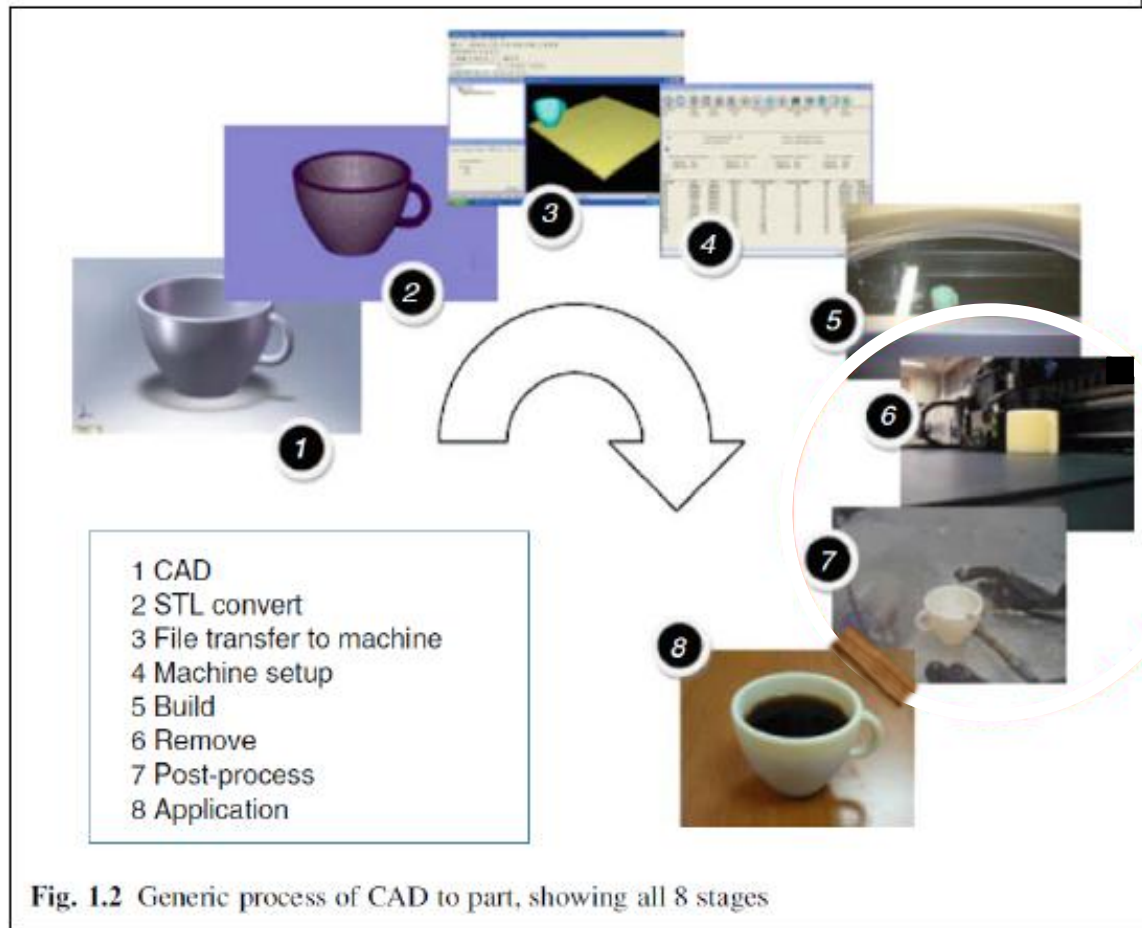 3
4
2
5
1
6
7
8
1 CAD
2 STL convert
3 File transfer to machine
4 Machine setup
5 Build
6 Remove
7 Post-process
8 Application
Fig. 1.2 Generic process of CAD to part, showing all 8 stages